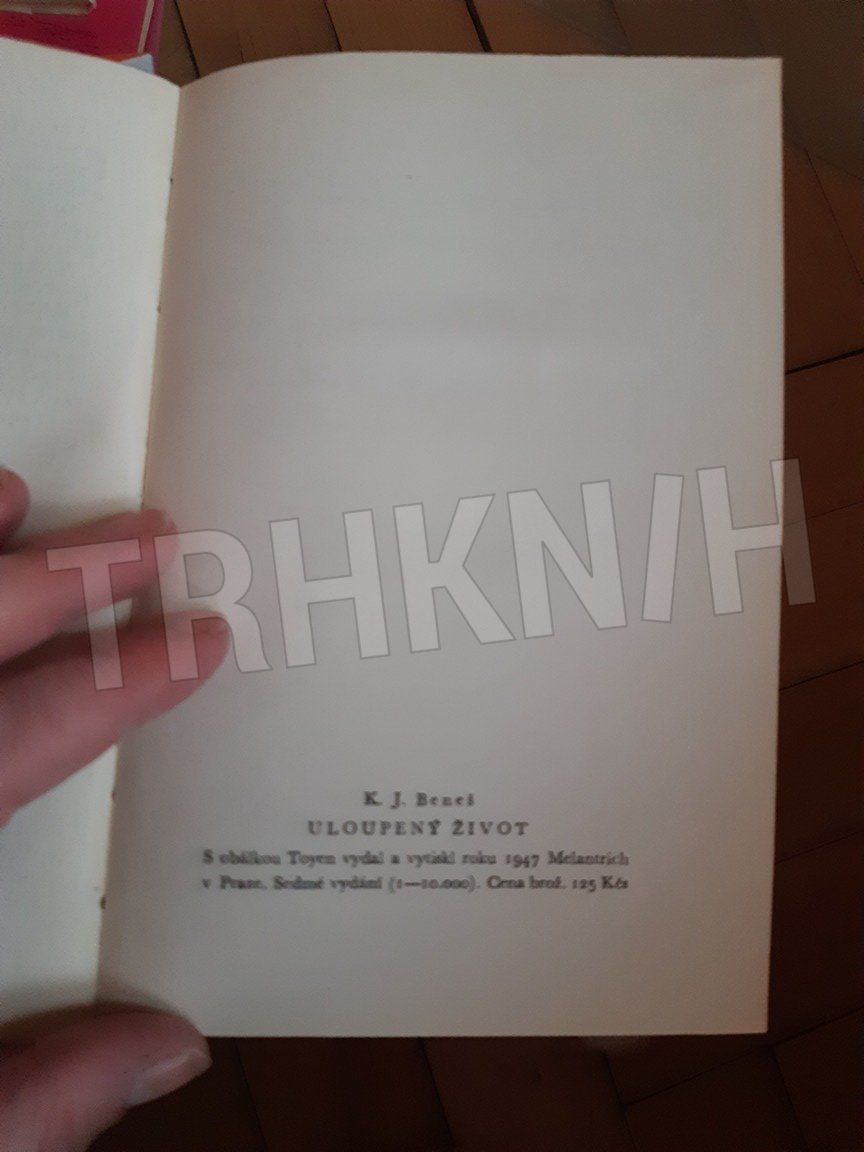 TRHKNIH
K. J. Beneš
ULOUPENÝ ŽIVOT
S obálkou Toyen vydal a vytiskl roku 1947 Melantrich
v Praze. Sedmé vydání (1—10.000). Cena brož. 125 Kčs